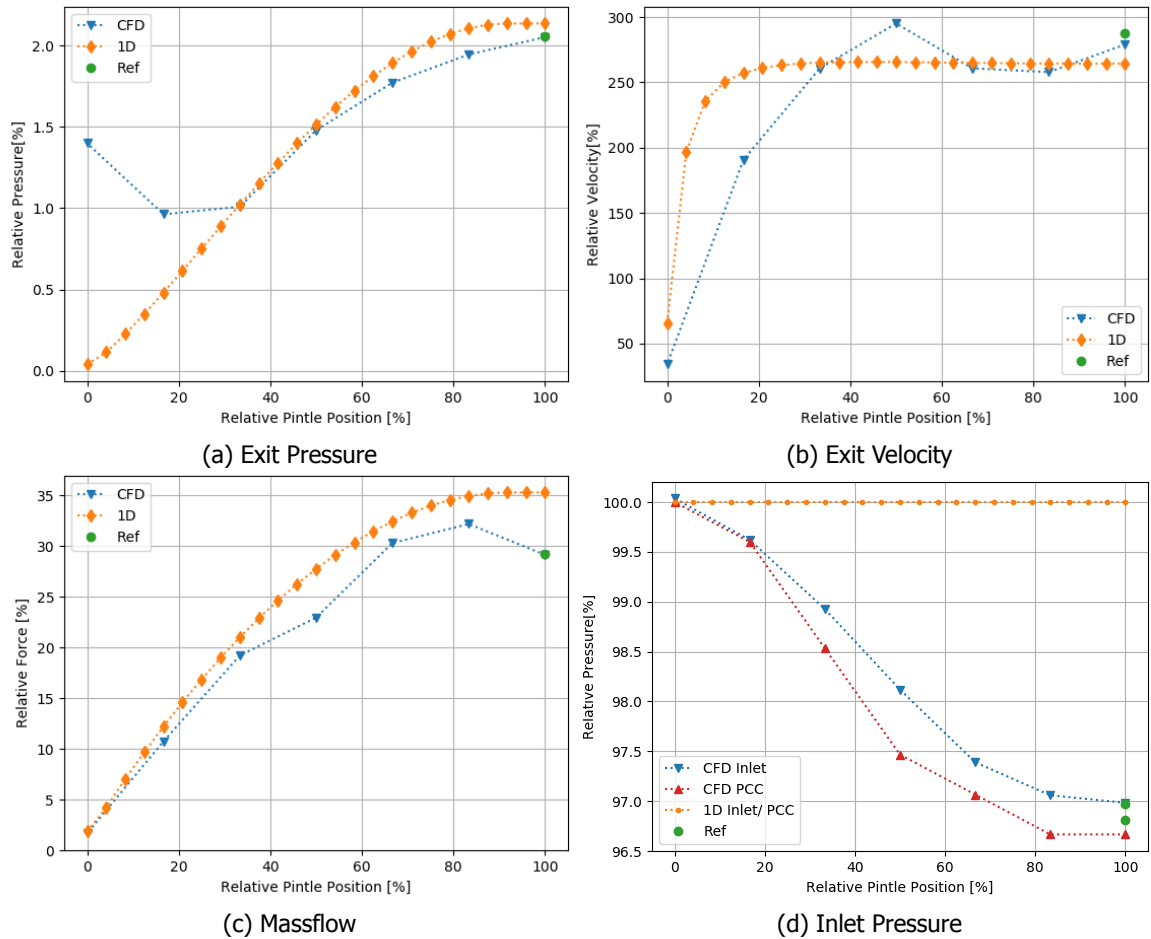 CFD
1D
Ref
2.0
1.5
1.0
0.5
0.0
Relative Pressure[%]
0 20 40 60 80 100
Relative Pintle Position [%]
(a) Exit Pressure
300
250
200
150
100
50
Relative Velocity[%]
CFD
1D
Ref
0 20 40 60 80 100
Relative Pintle Position [%]
(b) Exit Velocity
CFD
1D
Ref
35
30
25
20
15
10
5
0
Relative Force [%]
0 20 40 60 80 100
Relative Pintle Position [%]
(c) Massflow
100.0
99.5
99.0
98.5
98.0
97.5
97.0
96.5
Relative Pressure[%]
CFD Inlet
CFD PCC
1D Inlet/ PCC
Ref
0 20 40 60 80 100
Relative Pintle Position [%]
(d) Inlet Pressure